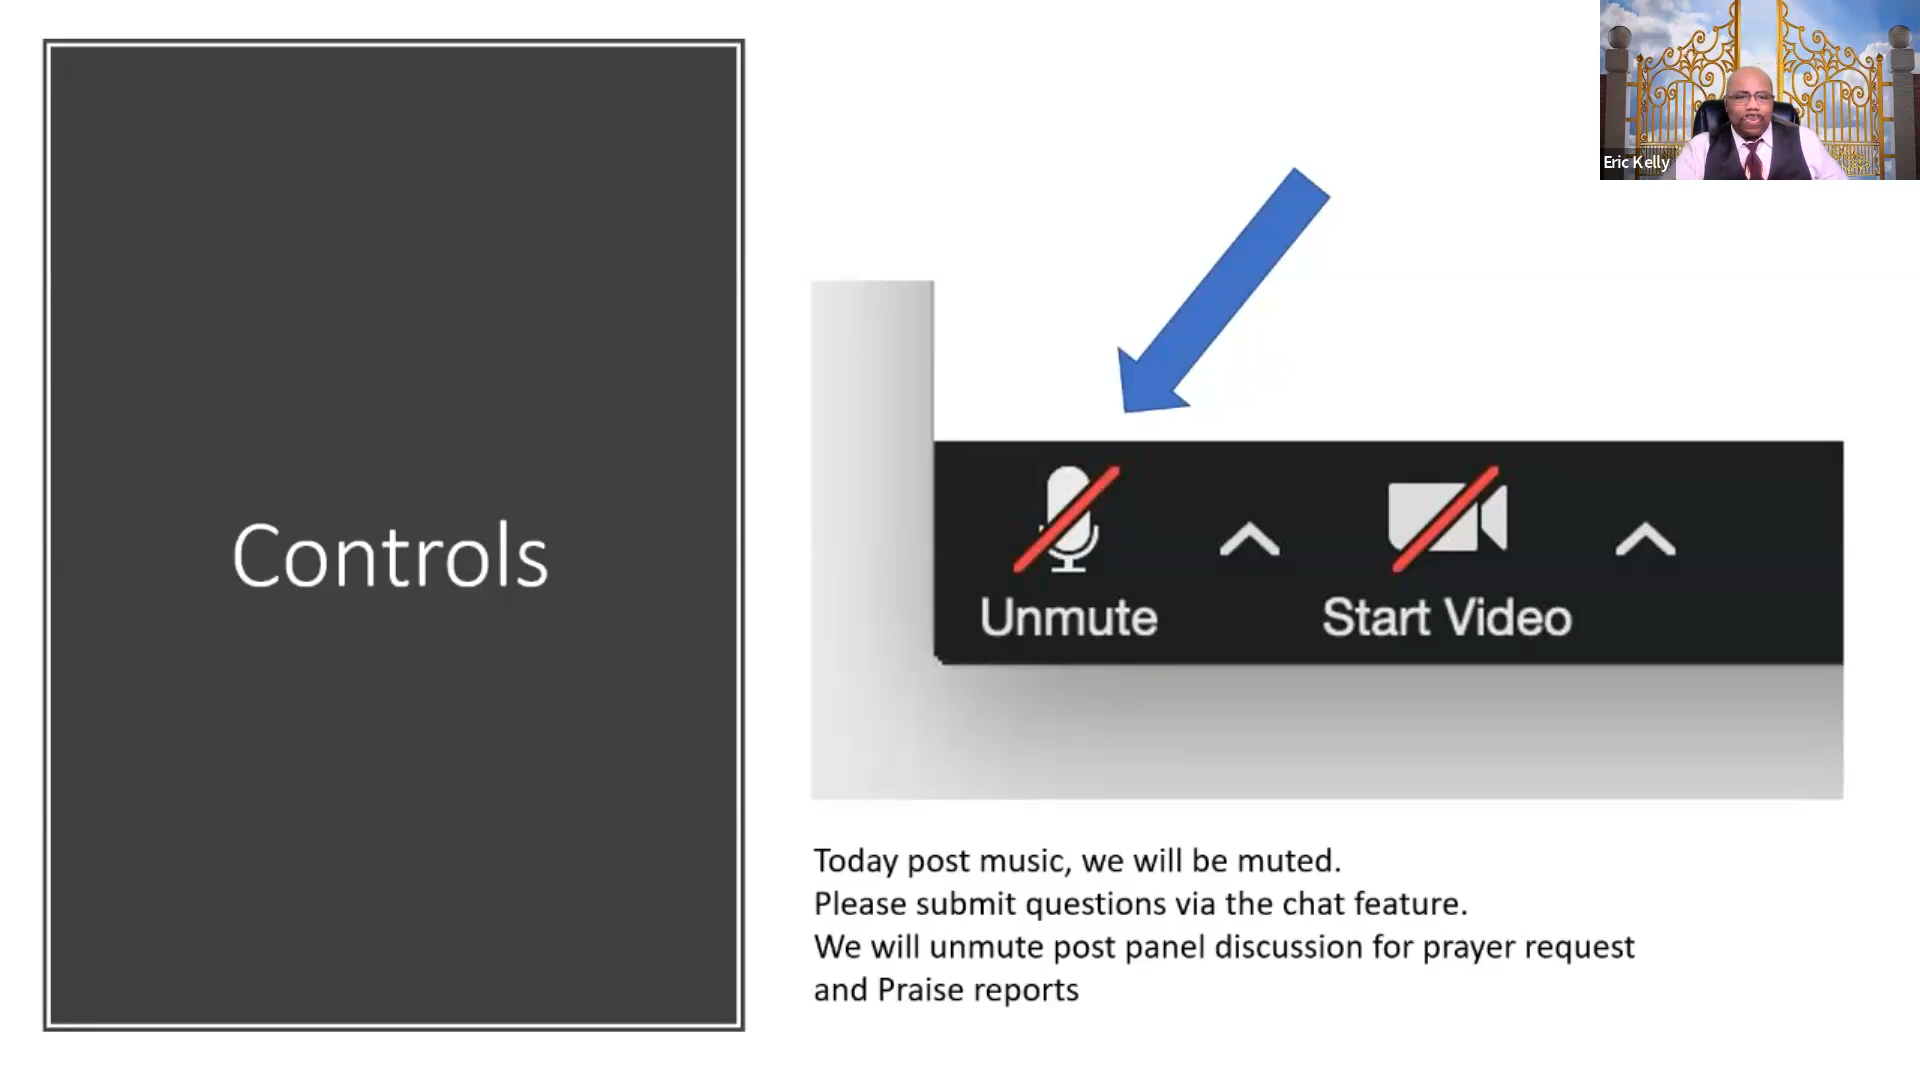 Eric Kelly
Controls
Unmute
Start Video
Today post music, we will be muted.
Please submit questions via the chat feature.
We will unmute post panel discussion for prayer request
and Praise reports